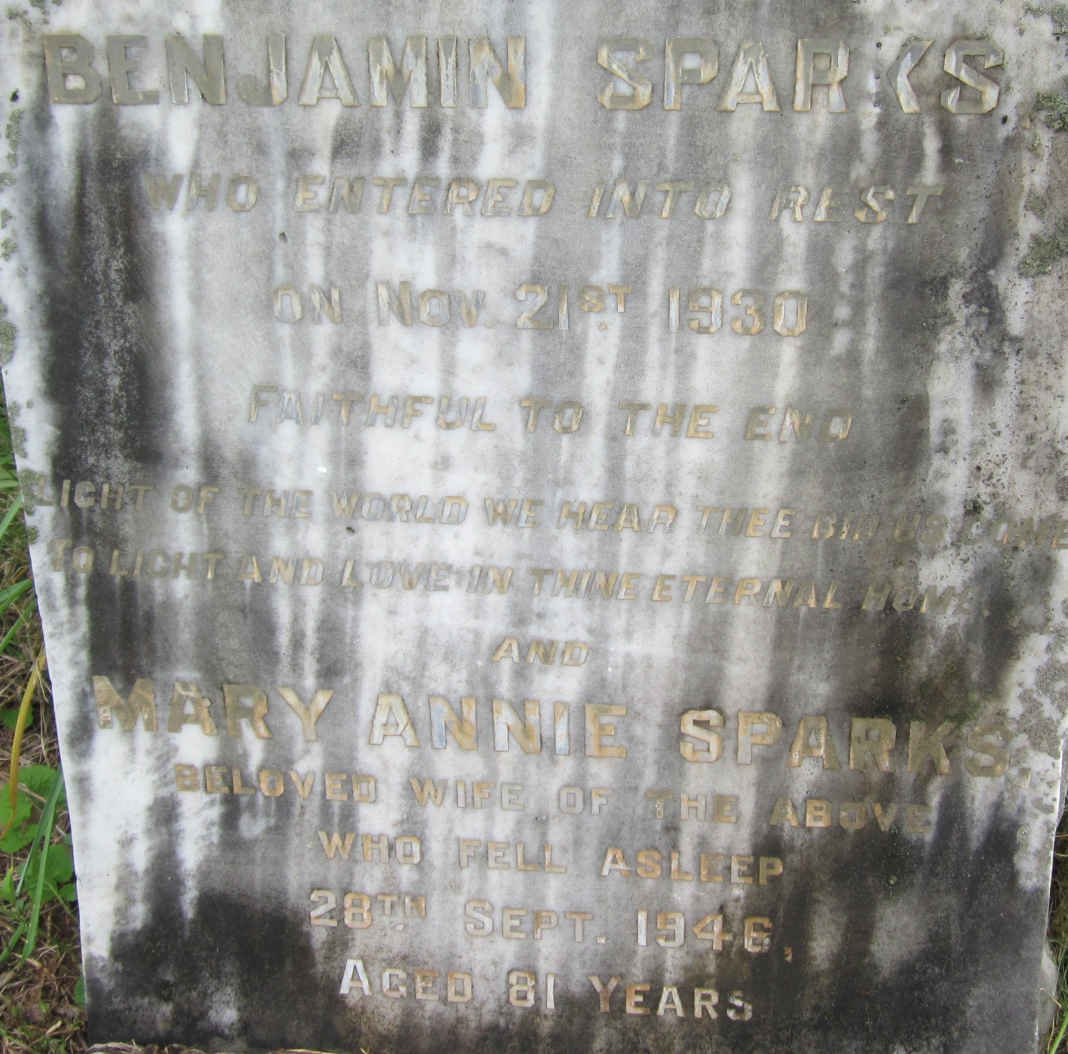 BENJAMIN SPARKS
WHO ENTERED INTO REST
ON NOV. 21ST 1930
FAITHFUL TO THE END
LIGHT OF THE WORLD WE HEAR THEE BID US COME
TO LIGHT AND LOVE IN THINE ETERNAL HOME.
AND
MARY ANNIE SPARKS,
BELOVED WIFE OF THE ABOVE
WHO FELL ASLEEP
28TH SEPT. 1946,
AGED 81 YEARS